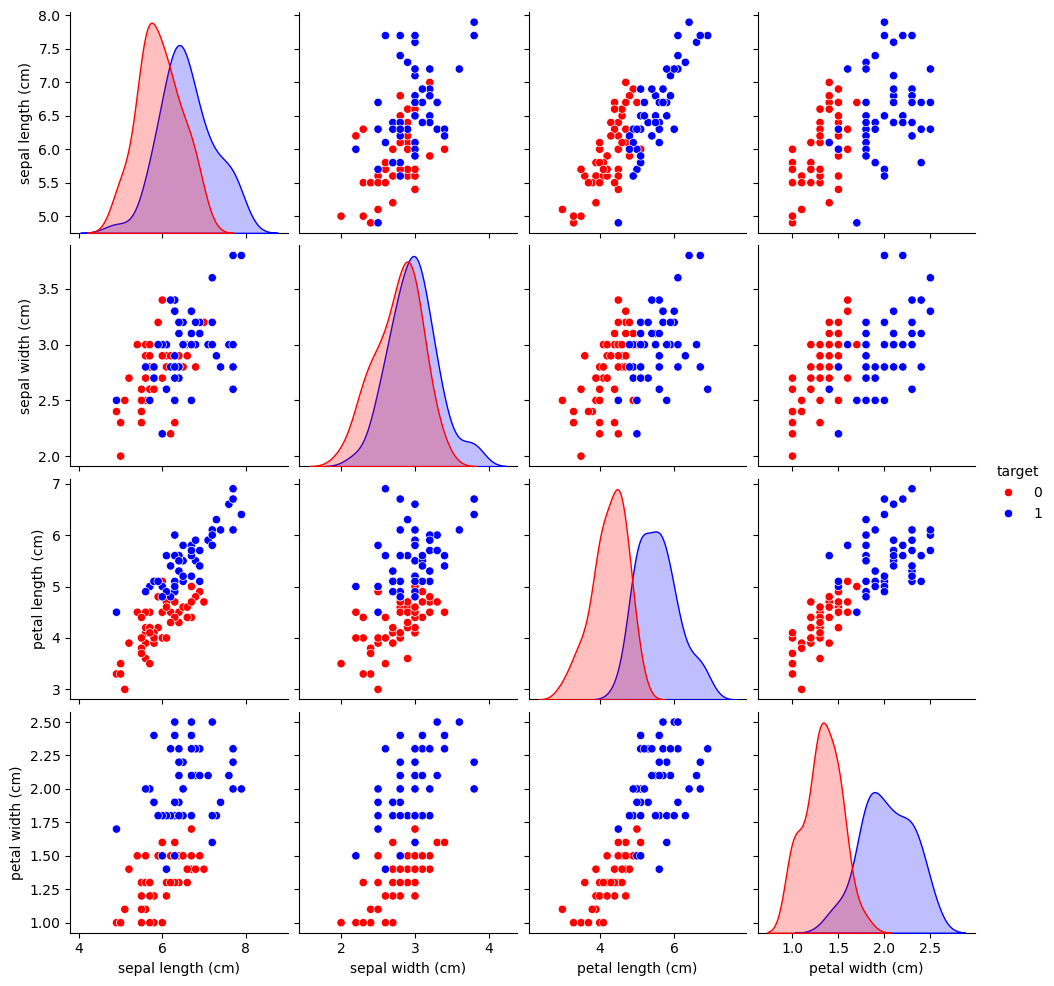 8.0
7.5
7.0
6.5
6.0
5.5
5.0
sepal length (cm)
3.5
3.0
2.5
2.0
sepal width (cm)
target
0
1
7
6
5
4
3
petal length (cm)
2.50
2.25
2.00
1.75
1.50
1.25
1.00
petal width (cm)
4 6 8
2 3 4
4 6
1.0 1.5 2.0 2.5
sepal length (cm)
sepal width (cm)
petal length (cm)
petal width (cm)